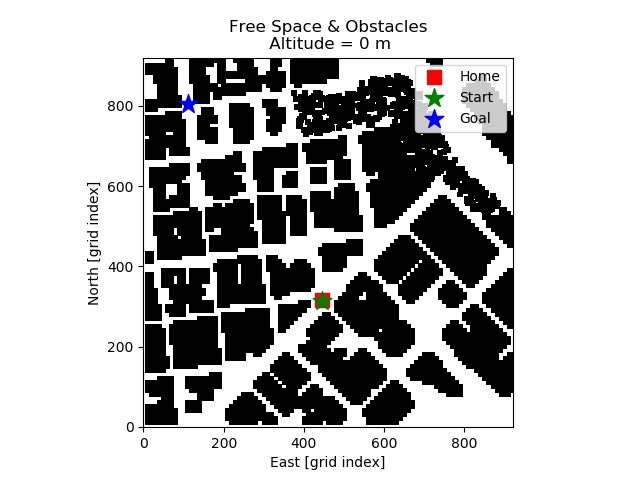 Free Space & Obstacles
Altitude = 0 m
Home
Start
Goal
North [grid index]
800
600
400
200
0
0 200 400 600 800
East [grid index]